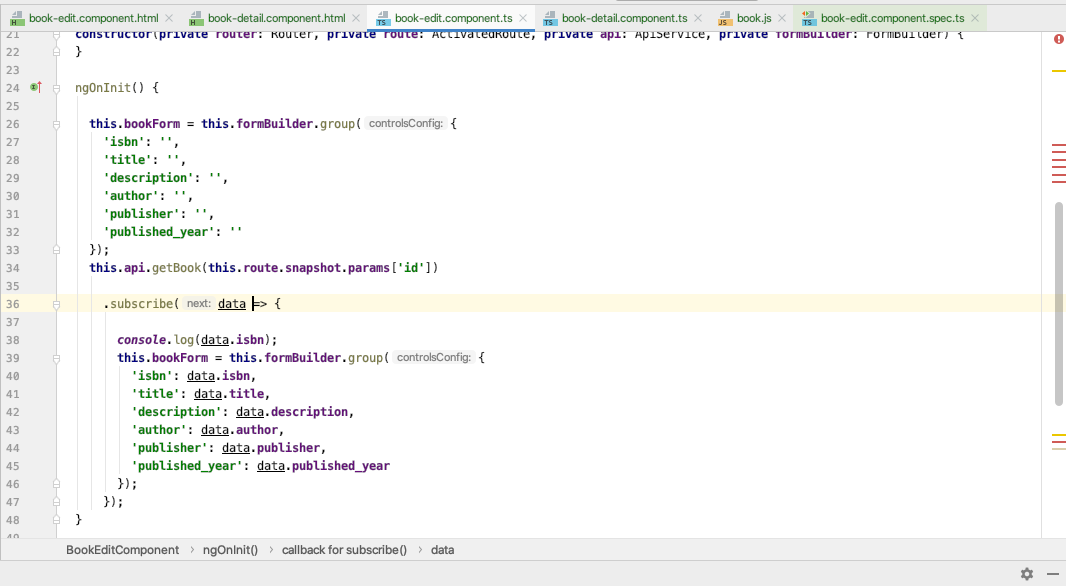 book-edit.component.html book-detail.component.html book-edit.component.ts book-detail.component.ts book.js book-edit.component.spec.ts
21 constructor(private router: Router, private route: ActivatedRoute, private api: ApiService, private formBuilder: FormBuilder) {
22 }
23
24 ngOnInit() {
25
26 this.bookForm = this.formBuilder.group( controlsConfig: {
27 'isbn': '',
28 'title': '',
29 'description': '',
30 'author': '',
31 'publisher': '',
32 'published_year': ''
33 });
34 this.api.getBook(this.route.snapshot.params['id'])
35
36 .subscribe( next: data => {
37
38 console.log(data.isbn);
39 this.bookForm = this.formBuilder.group( controlsConfig: {
40 'isbn': data.isbn,
41 'title': data.title,
42 'description': data.description,
43 'author': data.author,
44 'publisher': data.publisher,
45 'published_year': data.published_year
46 });
47 });
48 }
49
BookEditComponent › ngOnInit() › callback for subscribe() › data